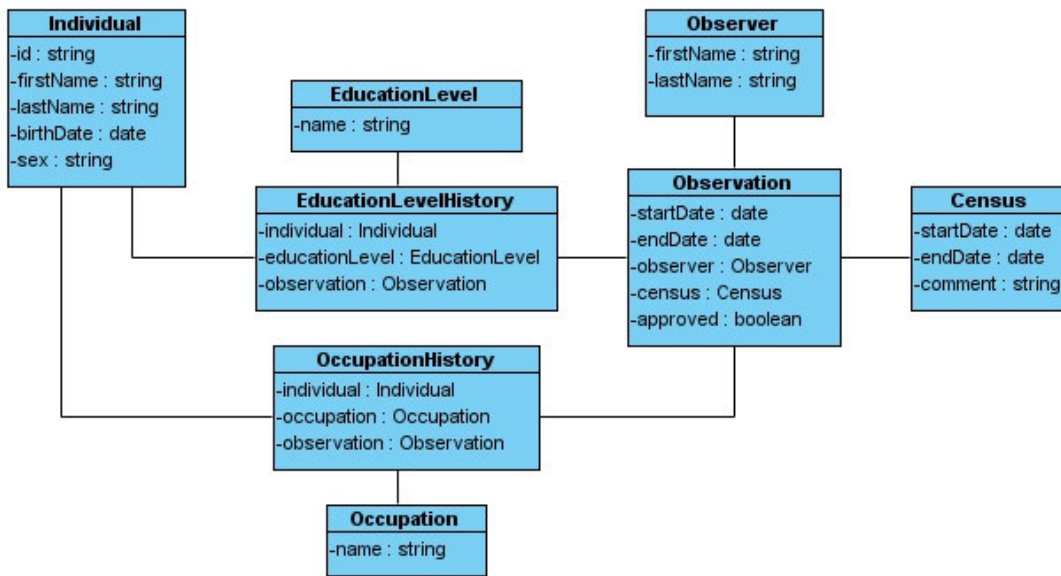 Individual
-id : string
-firstName : string
-lastName : string
-birthDate : date
-sex : string
Observer
-firstName : string
-lastName : string
EducationLevel
-name : string
EducationLevelHistory
-individual : Individual
-educationLevel : EducationLevel
-observation : Observation
Observation
-startDate : date
-endDate : date
-observer : Observer
-census : Census
-approved : boolean
Census
-startDate : date
-endDate : date
-comment : string
OccupationHistory
-individual : Individual
-occupation : Occupation
-observation : Observation
Occupation
-name : string